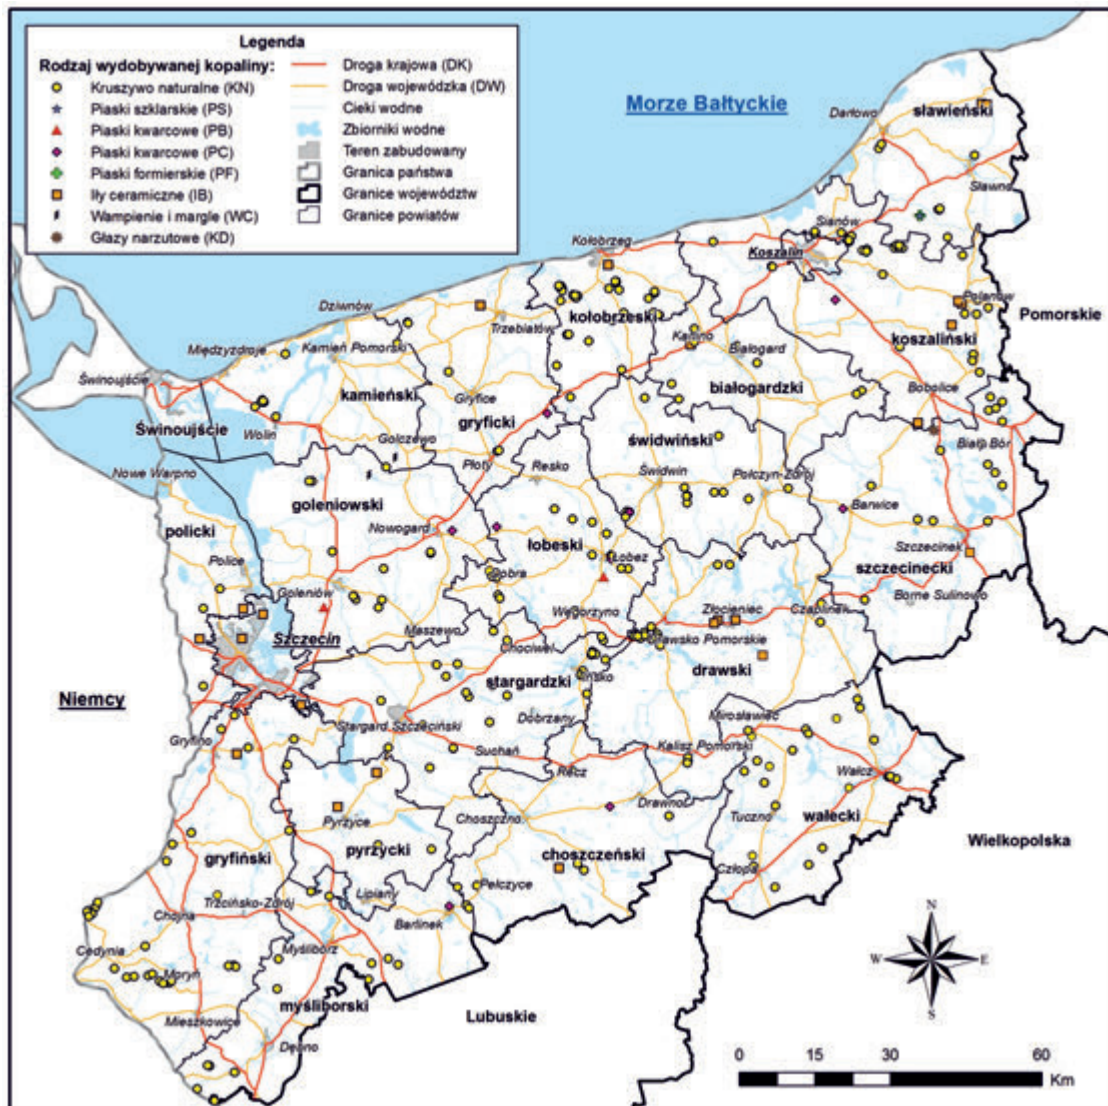 Legenda
Rodzaj wydobywanej kopaliny:
Kruszywo naturalne (KN)
Piaski szklarskie (PS)
Piaski kwarcowe (PB)
Piaski kwarcowe (PC)
Piaski formierskie (PF)
Iły ceramiczne (IB)
Wampienie i margle (WC)
Głazy narzutowe (KD)
Droga krajowa (DK)
Droga wojewódzka (DW)
Cieki wodne
Zbiorniki wodne
Teren zabudowany
Granica państwa
Granice województw
Granice powiatów
Morze Bałtyckie
Darłowo
sławieński
Sławno
Sianów
Kołobrzeg
Koszalin
Polanów
Pomorskie
Dziwnów
Trzebiatów
kołobrzeski
koszaliński
Karlino
Białogard
Międzyzdroje
Kamień Pomorski
Świnoujście
kamieński
Gryfice
gryficki
białogardzki
Bobolice
Świnoujście
Wolin
Golczewo
świdwiński
Biały Bór
Nowe Warpno
Płoty
Resko
Świdwin
Połczyn-Zdrój
goleniowski
Barwice
policki
Nowogard
łobeski
Łobez
Szczecinek
szczecinecki
Police
Goleniów
Dobra
Borne Sulinowo
Węgorzyno
Złocieniec
Czaplinek
Szczecin
Maszewo
Chociwel
Drawsko Pomorskie
drawski
Niemcy
stargardzki
Ińsko
Stargard Szczeciński
Dobrzany
Mirosławiec
Gryfino
Suchań
Kalisz Pomorski
Recz
Wałcz
Drawno
Pyrzyce
Choszczno
Tuczno
wałecki
Wielkopolska
gryfiński
pyrzycki
choszczeński
Człopa
Lipiany
Pełczyce
Trzcińsko-Zdrój
Chojna
Barlinek
Cedynia
Myślibórz
Moryń
myśliborski
Mieszkowice
Lubuskie
Dębno
N
W
E
S
0 15 30 60
Km